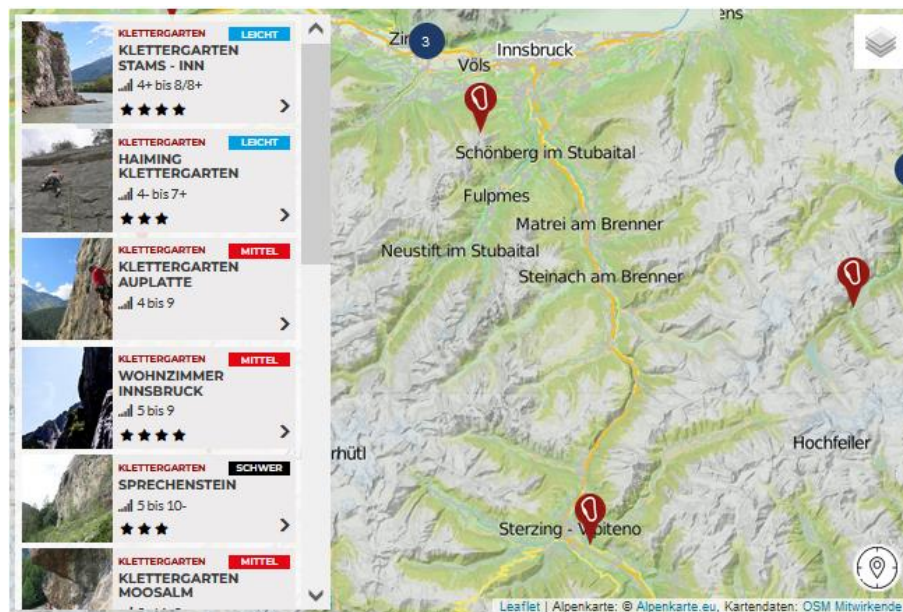 KLETTERGARTEN LEICHT
KLETTERGARTEN
STAMS - INN
4+ bis 8/8+
KLETTERGARTEN LEICHT
HAIMING
KLETTERGARTEN
4- bis 7+
KLETTERGARTEN MITTEL
KLETTERGARTEN
AUPLATTE
4 bis 9
KLETTERGARTEN MITTEL
WOHNZIMMER
INNSBRUCK
5 bis 9
KLETTERGARTEN SCHWER
SPRECHENSTEIN
5 bis 10-
KLETTERGARTEN MITTEL
KLETTERGARTEN
MOOSALM
3
Innsbruck
Völs
Schönberg im Stubaital
Fulpmes
Matrei am Brenner
Neustift im Stubaital
Steinach am Brenner
Hochfeiler
rhütl
Sterzing - Vipiteno
Leaflet | Alpenkarte: © Alpenkarte.eu, Kartendaten: OSM Mitwirkende